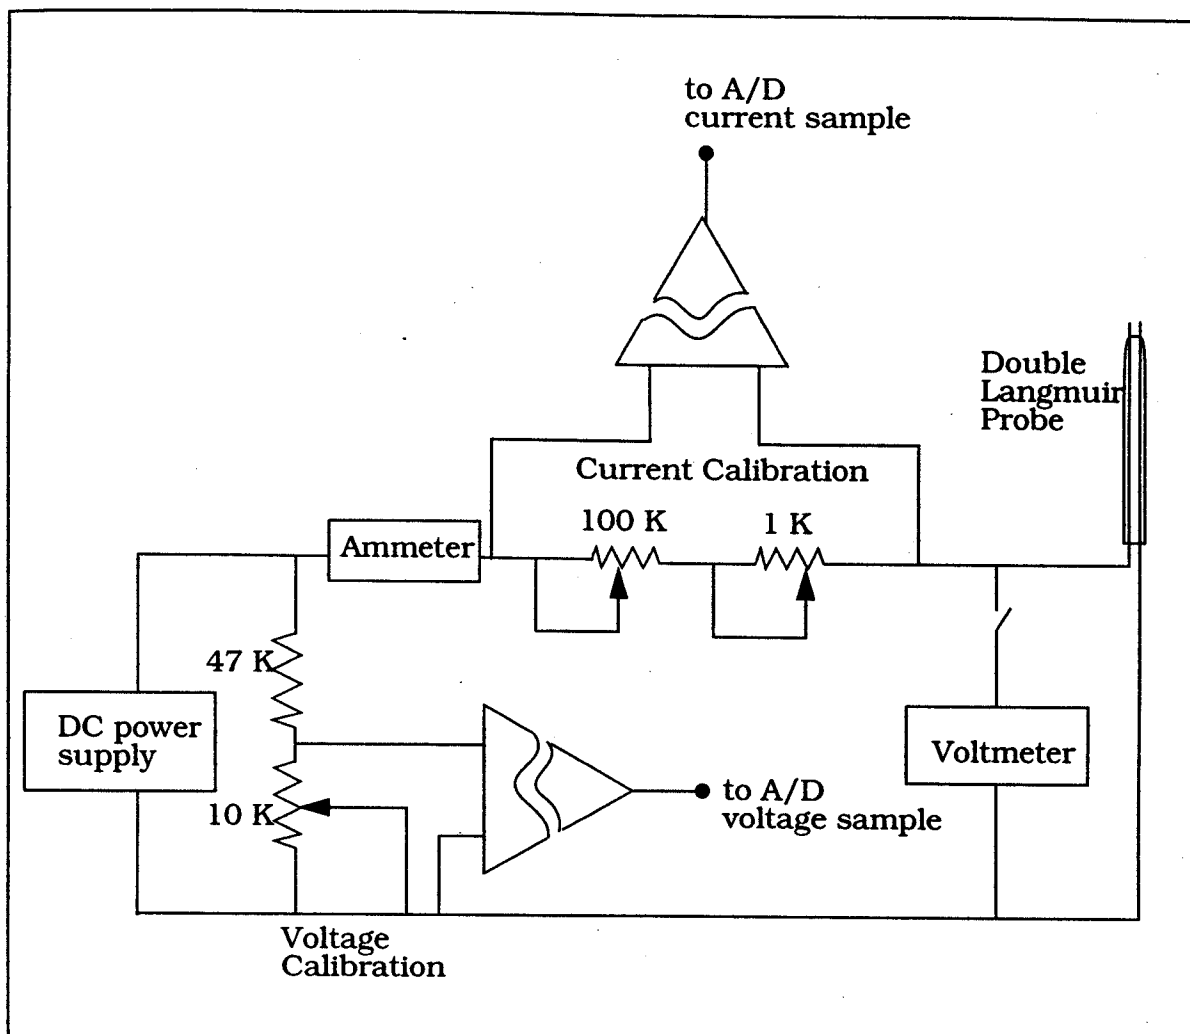 to A/D
current sample
Double
Langmuir
Probe
Current Calibration
100 K
1 K
Ammeter
47 K
DC power
supply
Voltmeter
10 K
to A/D
voltage sample
Voltage
Calibration